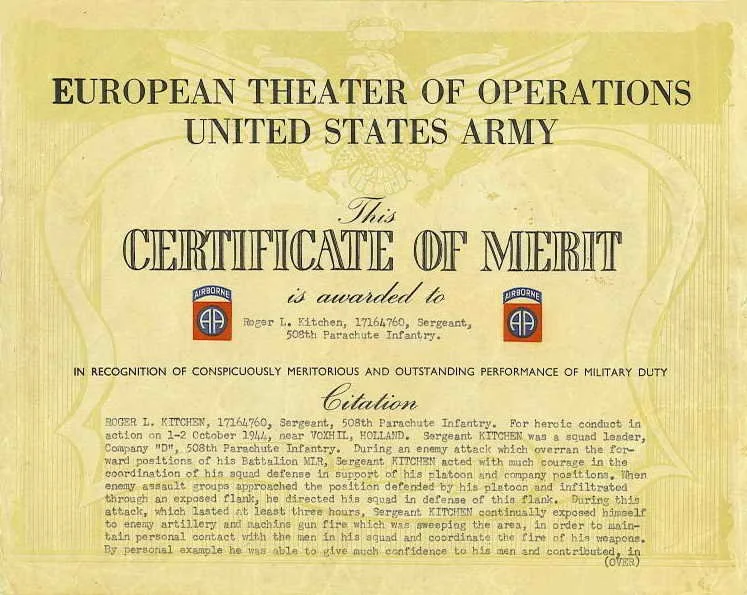 EUROPEAN THEATER OF OPERATIONS
UNITED STATES ARMY
This
CERTIFICATE OF MERIT
is awarded to
AIRBORNE
AA
AIRBORNE
AA
Roger L. Kitchen, 17164760, Sergeant,
508th Parachute Infantry.
IN RECOGNITION OF CONSPICUOUSLY MERITORIOUS AND OUTSTANDING PERFORMANCE OF MILITARY DUTY
Citation
ROGER L. KITCHEN, 17164760, Sergeant, 508th Parachute Infantry. For heroic conduct in
action on 1-2 October 1944, near VOXHIL, HOLLAND. Sergeant KITCHEN was a squad leader,
Company "D", 508th Parachute Infantry. During an enemy attack which overran the for-
ward positions of his Battalion MLR, Sergeant KITCHEN acted with much courage in the
coordination of his squad defense in support of his platoon and company positions. When
enemy assault groups approached the position defended by his platoon and infiltrated
through an exposed flank, he directed his squad in defense of this flank. During this
attack, which lasted at least three hours, Sergeant KITCHEN continually exposed himself
to enemy artillery and machine gun fire which was sweeping the area, in order to main-
tain personal contact with the men in his squad and coordinate the fire of his weapons.
By personal example he was able to give much confidence to his men and contributed, in
(OVER)